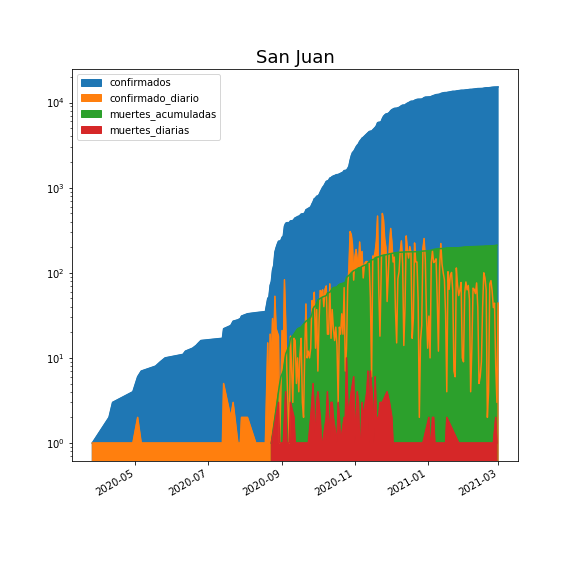 San Juan
confirmados
confirmado_diario
muertes_acumuladas
muertes_diarias
10⁴
10³
10²
10¹
10⁰
2020-05
2020-07
2020-09
2020-11
2021-01
2021-03